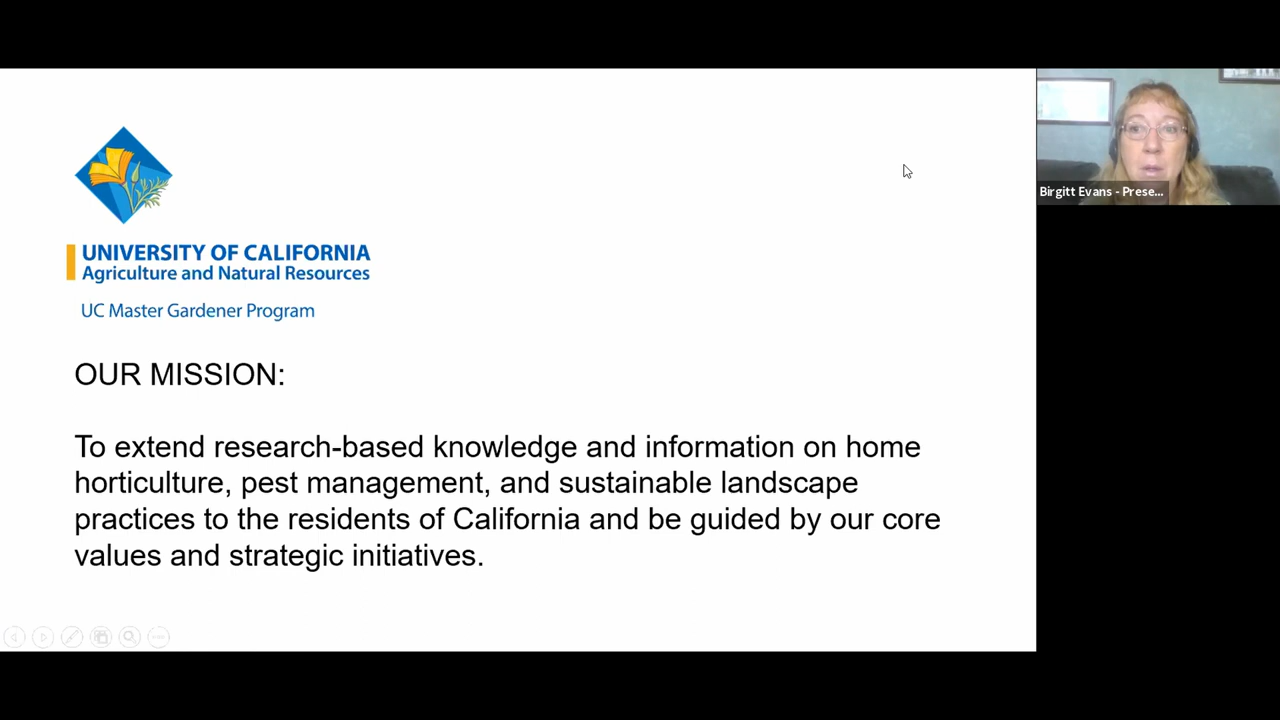 UNIVERSITY OF CALIFORNIA
Agriculture and Natural Resources
UC Master Gardener Program
OUR MISSION:
To extend research-based knowledge and information on home
horticulture, pest management, and sustainable landscape
practices to the residents of California and be guided by our core
values and strategic initiatives.
Birgitt Evans - Prese...